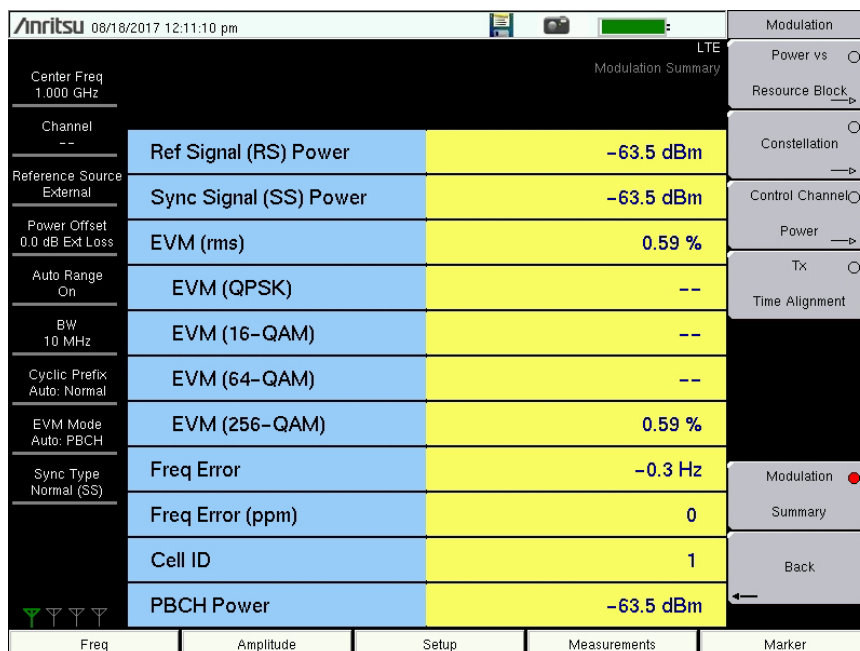 Anritsu 08/18/2017 12:11:10 pm
LTE
Modulation Summary
Center Freq
1.000 GHz
Channel
--
Reference Source
External
Power Offset
0.0 dB Ext Loss
Auto Range
On
BW
10 MHz
Cyclic Prefix
Auto: Normal
EVM Mode
Auto: PBCH
Sync Type
Normal (SS)
Ref Signal (RS) Power -63.5 dBm
Sync Signal (SS) Power -63.5 dBm
EVM (rms) 0.59 %
EVM (QPSK) --
EVM (16-QAM) --
EVM (64-QAM) --
EVM (256-QAM) 0.59 %
Freq Error -0.3 Hz
Freq Error (ppm) 0
Cell ID 1
PBCH Power -63.5 dBm
Modulation
Power vs
Resource Block
Constellation
Control Channel
Power
Tx
Time Alignment
Modulation
Summary
Back
Freq Amplitude Setup Measurements Marker